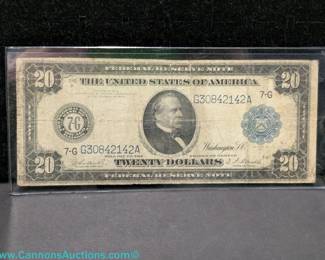 FEDERAL RESERVE NOTE
20 THE UNITED STATES OF AMERICA 20
7-G
G30842142A
7-G
7-G G30842142A
Washington, D.C.
20 TWENTY DOLLARS 20
FEDERAL RESERVE NOTE
www.CannonsAuctions.com©